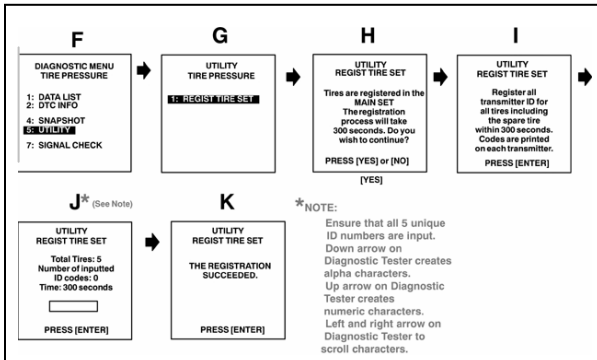 F
DIAGNOSTIC MENU
TIRE PRESSURE
1: DATA LIST
2: DTC INFO
4: SNAPSHOT
5: UTILITY
7: SIGNAL CHECK
G
UTILITY
TIRE PRESSURE
1: REGIST TIRE SET
H
UTILITY
REGIST TIRE SET
Tires are registered in the
MAIN SET
The registration
process will take
300 seconds. Do you
wish to continue?
PRESS [YES] or [NO]
[YES]
I
UTILITY
REGIST TIRE SET
Register all
transmitter ID for
all tires including
the spare tire
within 300 seconds.
Codes are printed
on each transmitter.
PRESS [ENTER]
J* (See Note)
UTILITY
REGIST TIRE SET
Total Tires: 5
Number of inputted
ID codes: 0
Time: 300 seconds
PRESS [ENTER]
K
UTILITY
REGIST TIRE SET
THE REGISTRATION
SUCCEEDED.
*NOTE:
Ensure that all 5 unique
ID numbers are input.
Down arrow on
Diagnostic Tester creates
alpha characters.
Up arrow on Diagnostic
Tester creates
numeric characters.
Left and right arrow on
Diagnostic Tester to
scroll characters.